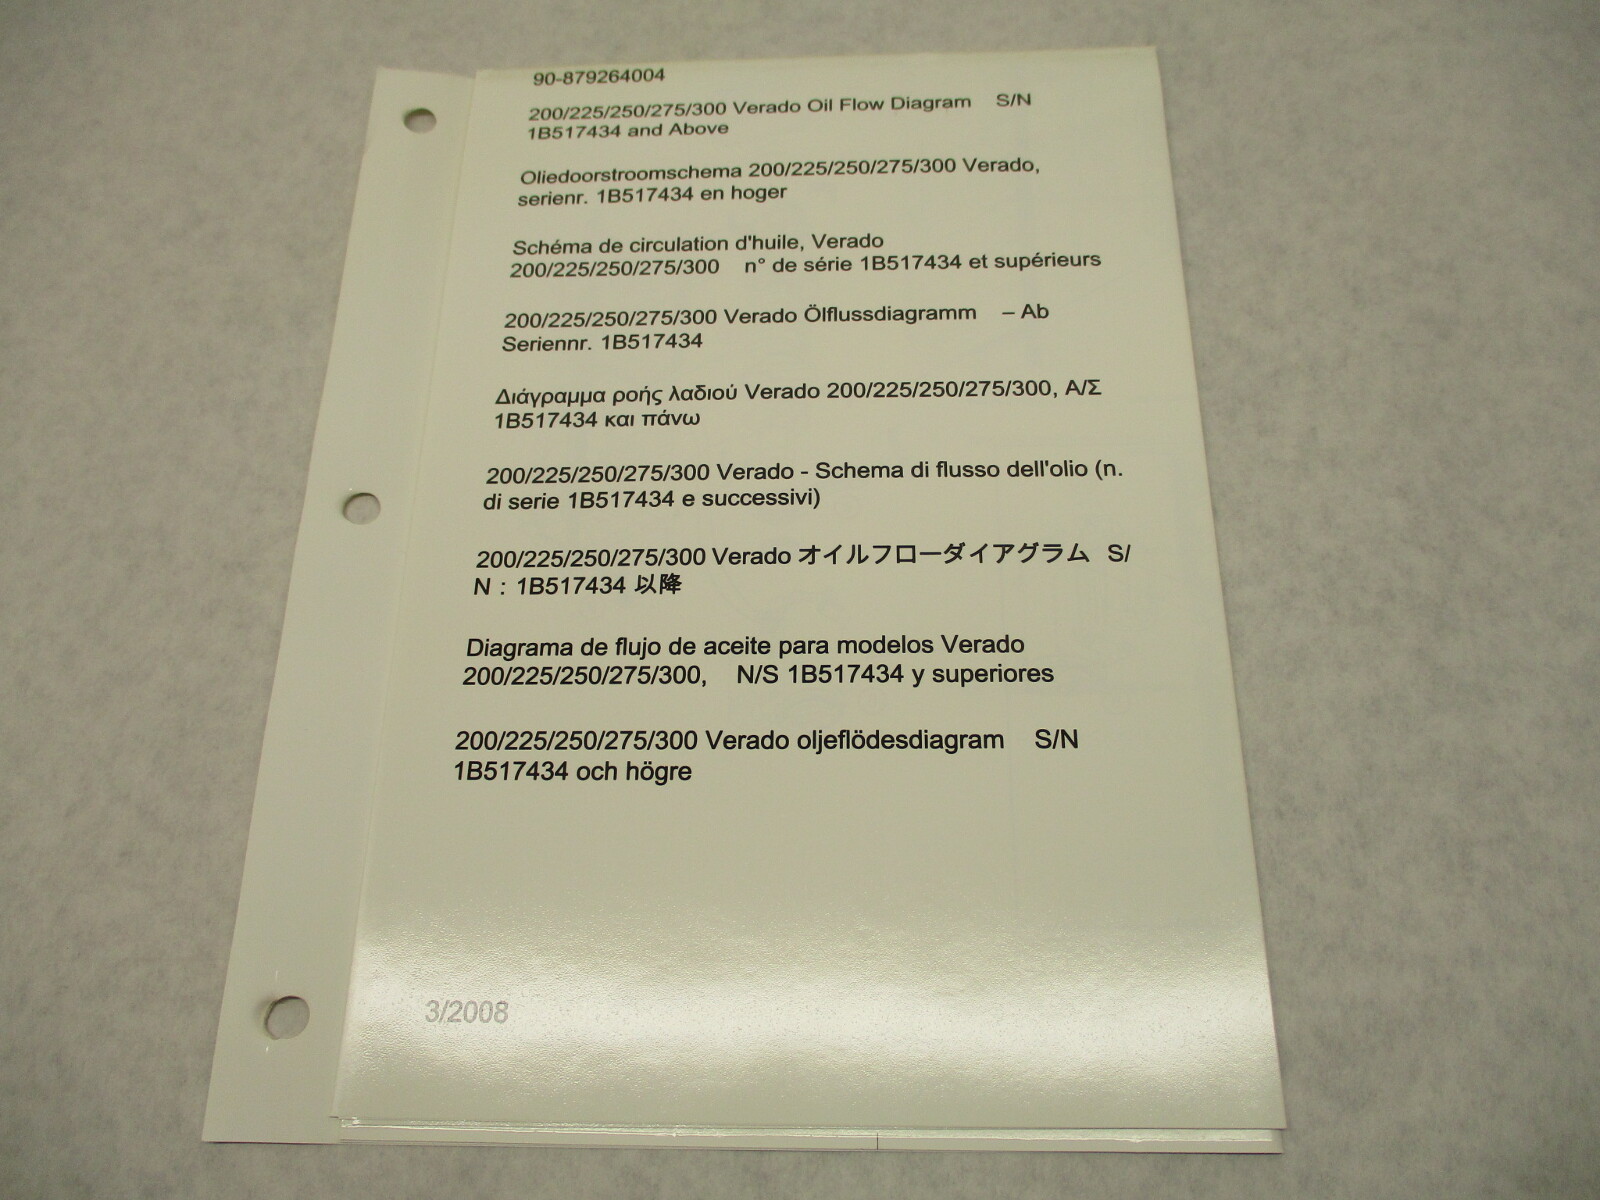 90-879264004
200/225/250/275/300 Verado Oil Flow Diagram S/N
1B517434 and Above
Oliedoorstroomschema 200/225/250/275/300 Verado,
serienr. 1B517434 en hoger
Schéma de circulation d'huile, Verado
200/225/250/275/300 n° de série 1B517434 et supérieurs
200/225/250/275/300 Verado Ölflussdiagramm – Ab
Seriennr. 1B517434
Διάγραμμα ροής λαδιού Verado 200/225/250/275/300, Α/Σ
1B517434 και πάνω
200/225/250/275/300 Verado - Schema di flusso dell'olio (n.
di serie 1B517434 e successivi)
200/225/250/275/300 Verado オイルフローダイアグラム S/
N：1B517434 以降
Diagrama de flujo de aceite para modelos Verado
200/225/250/275/300, N/S 1B517434 y superiores
200/225/250/275/300 Verado oljeflödesdiagram S/N
1B517434 och högre
3/2008